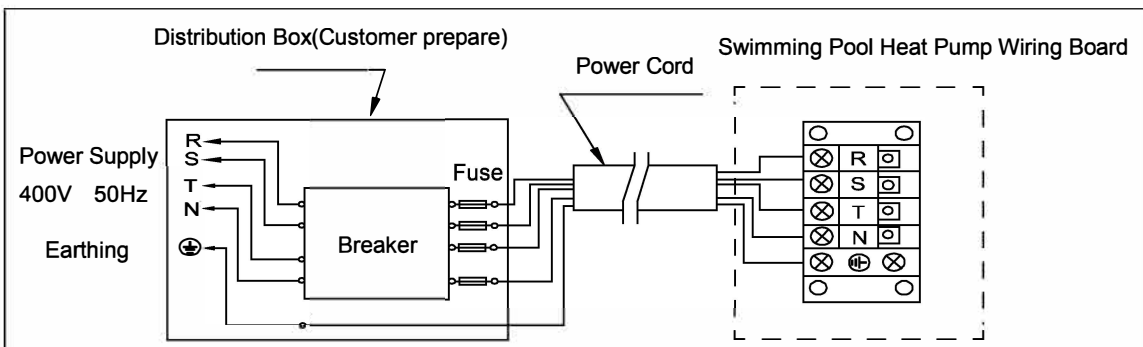 Distribution Box(Customer prepare)
Swimming Pool Heat Pump Wiring Board
Power Cord
Power Supply
400V 50Hz
Earthing
R
S
T
N
Fuse
Breaker
R
S
T
N